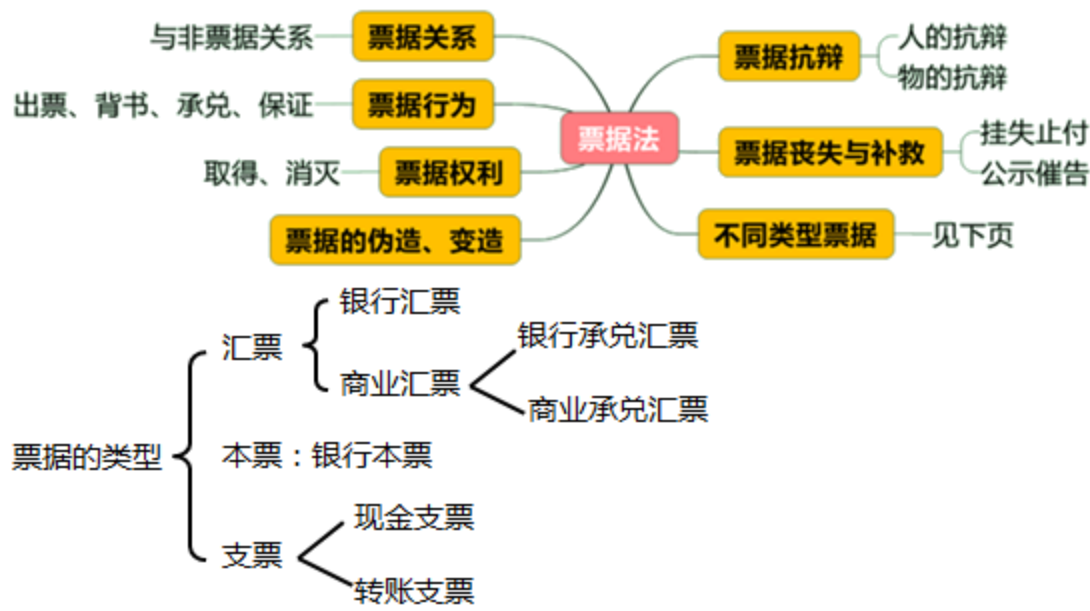 与非票据关系
票据关系
出票、背书、承兑、保证
票据行为
取得、消灭
票据权利
票据的伪造、变造
票据法
票据抗辩
人的抗辩
物的抗辩
票据丧失与补救
挂失止付
公示催告
不同类型票据
见下页
票据的类型
汇票
银行汇票
商业汇票
银行承兑汇票
商业承兑汇票
本票：银行本票
支票
现金支票
转账支票